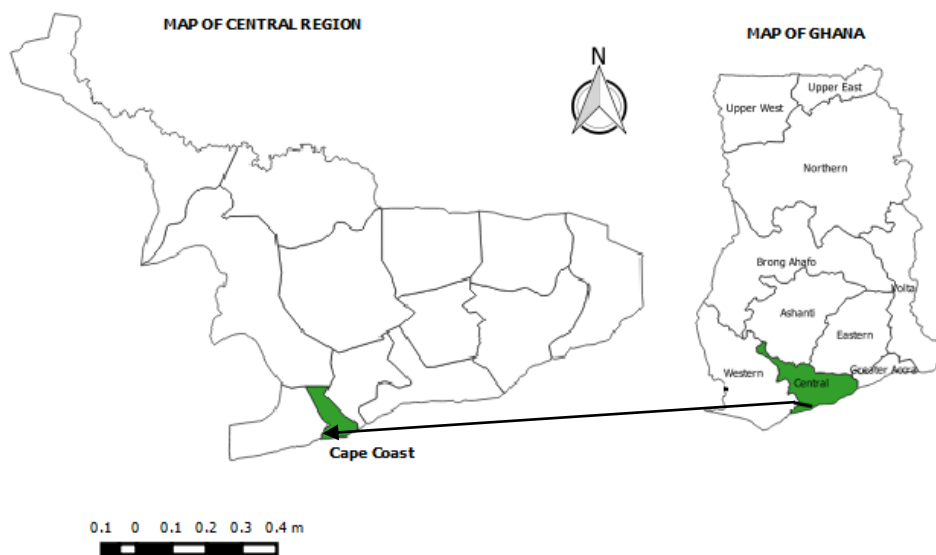 MAP OF CENTRAL REGION
MAP OF GHANA
N
Upper East
Upper West
Northern
Brong Ahafo
Volta
Ashanti
Eastern
Western
Greater Accra
Central
Cape Coast
0.1 0 0.1 0.2 0.3 0.4 m